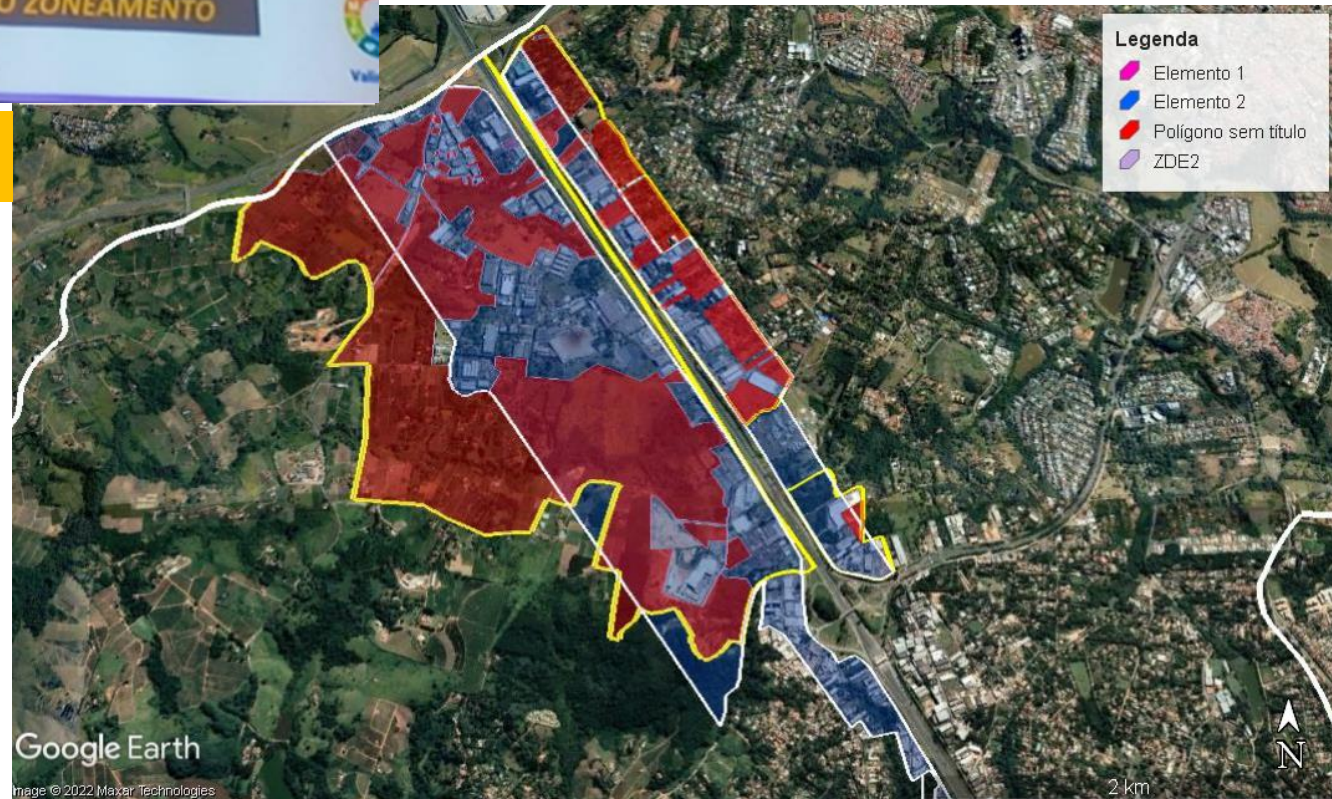 O ZONEAMENTO
Legenda
Elemento 1
Elemento 2
Polígono sem título
ZDE2
Google Earth
Image © 2022 Maxar Technologies
2 km
N